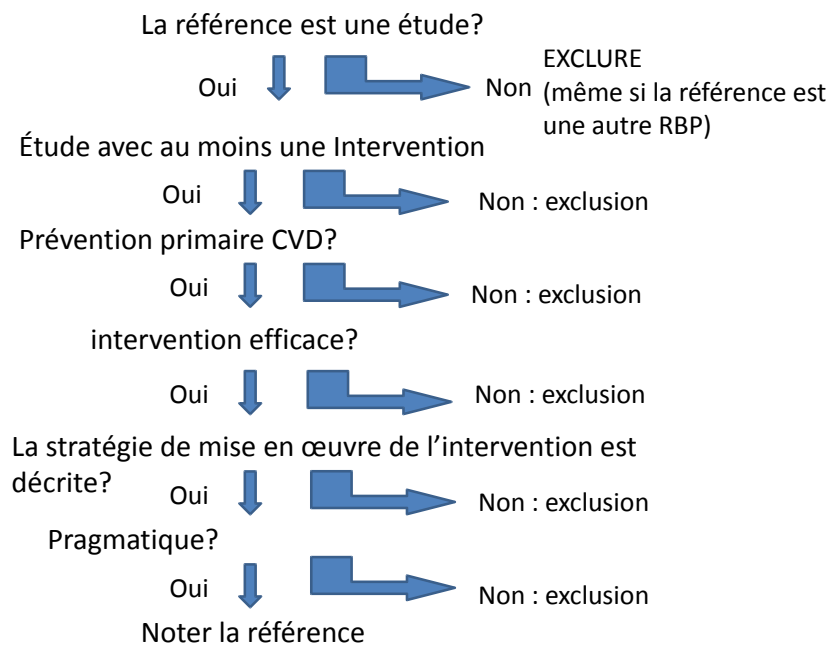 La référence est une étude?
EXCLURE
Oui
Non (même si la référence est
une autre RBP)
Étude avec au moins une Intervention
Oui
Non : exclusion
Prévention primaire CVD?
Oui
Non : exclusion
intervention efficace?
Oui
Non : exclusion
La stratégie de mise en œuvre de l’intervention est
décrite?
Oui
Non : exclusion
Pragmatique?
Oui
Non : exclusion
Noter la référence